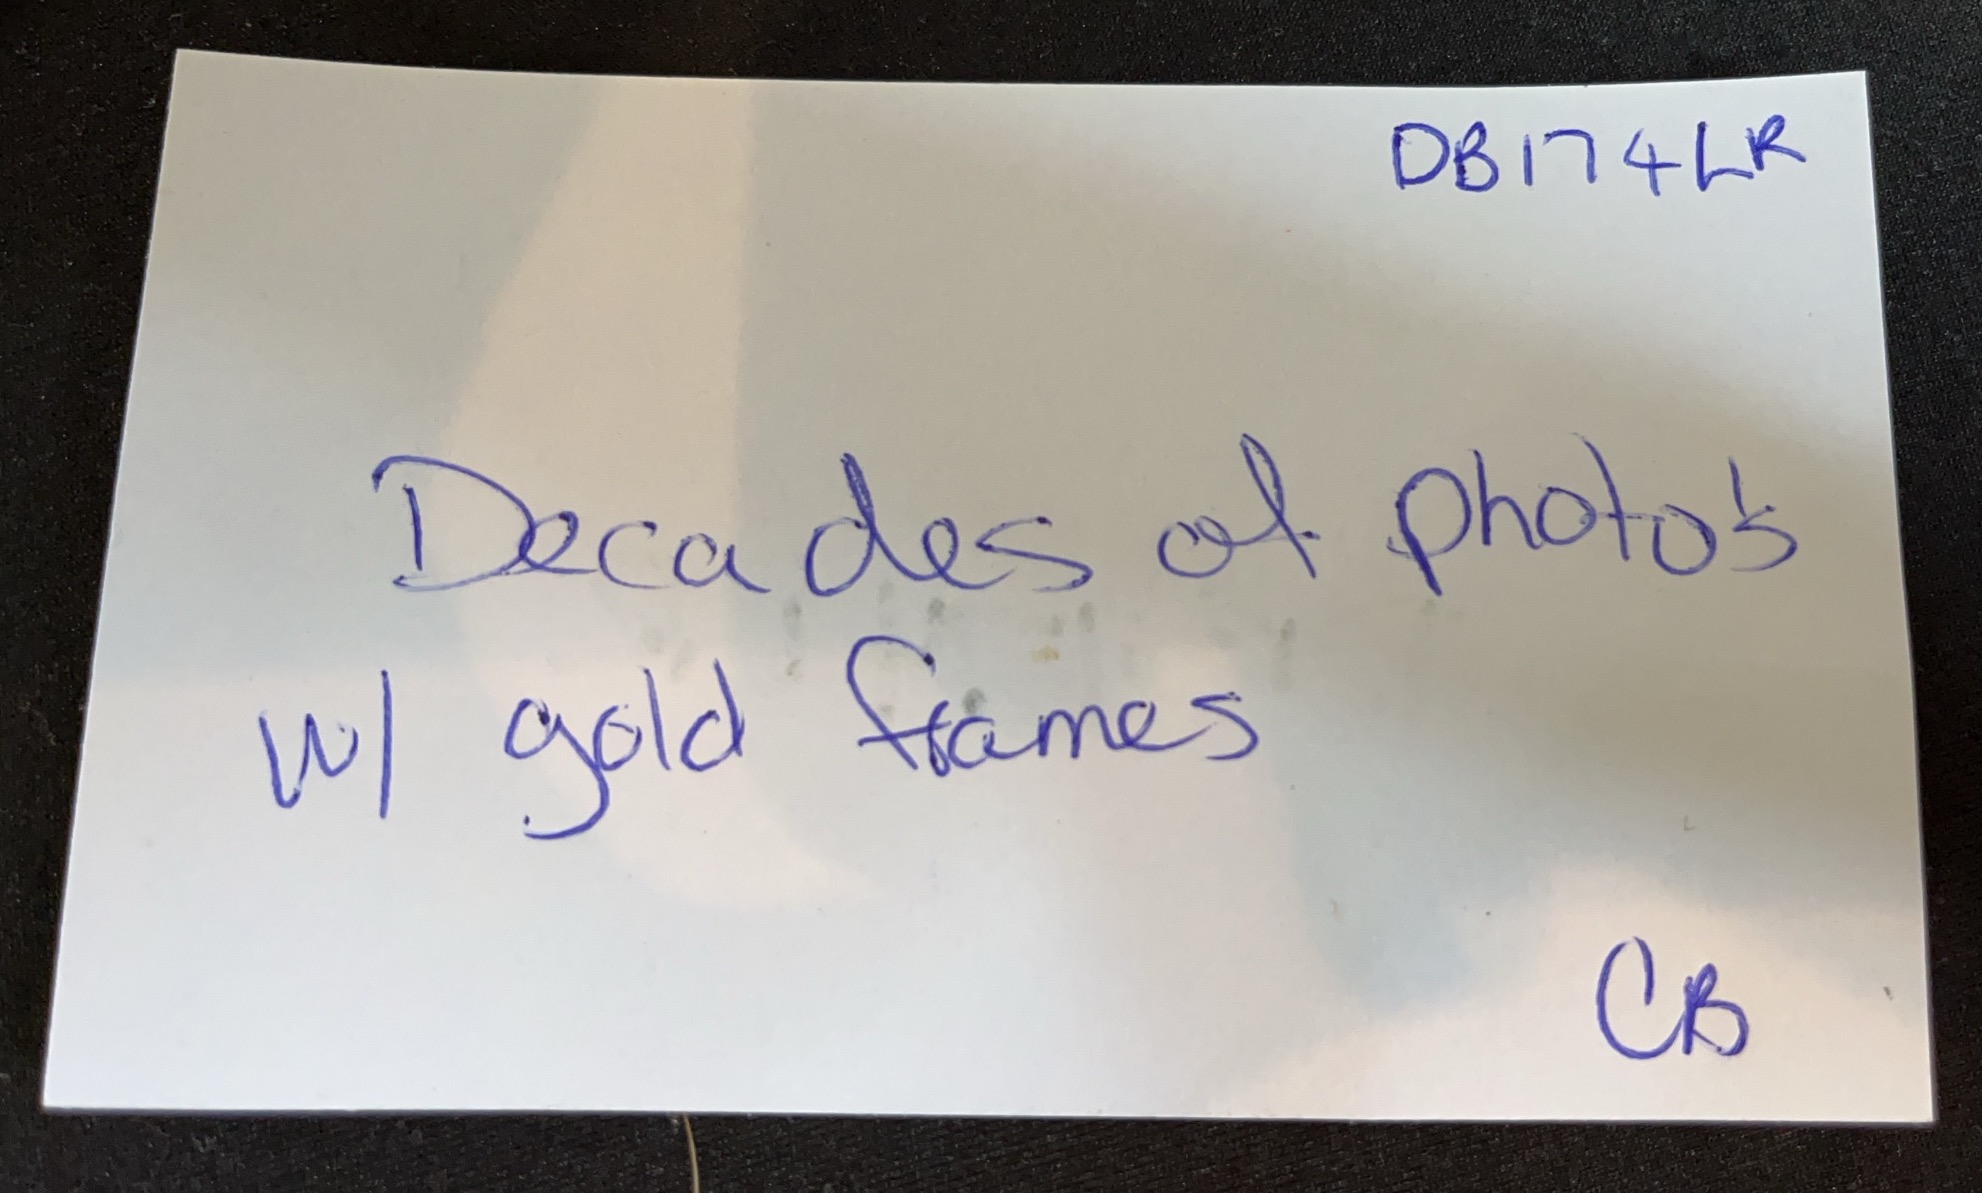 DB174LR
Decades of photo's
w/ gold frames
CB